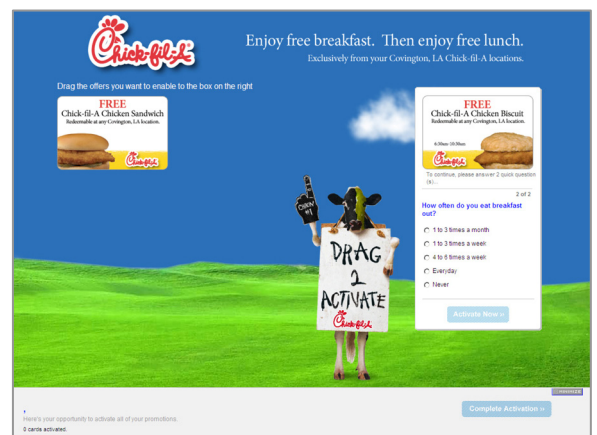 Chick-fil-A
Enjoy free breakfast. Then enjoy free lunch.
Exclusively from your Covington, LA Chick-fil-A locations.
Drag the offers you want to enable to the box on the right
FREE
Chick-fil-A Chicken Sandwich
Redeemable at any Covington, LA location.
Chick-fil-A
FREE
Chick-fil-A Chicken Biscuit
Redeemable at any Covington, LA location.
6:30am-10:30am
Chick-fil-A
To continue, please answer 2 quick question
(s)...
2 of 2
How often do you eat breakfast
out?
1 to 3 times a month
1 to 3 times a week
4 to 6 times a week
Everyday
Never
Activate Now »
DRAG
2
ACTIVATE
Chick-fil-A
Complete Activation »
,
Here's your opportunity to activate all of your promotions.
0 cards activated.